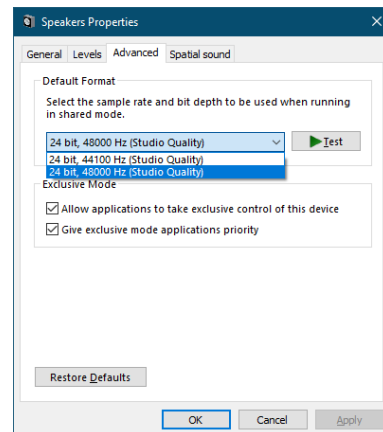 Speakers Properties
General Levels Advanced Spatial sound
Default Format
Select the sample rate and bit depth to be used when running
in shared mode.
24 bit, 48000 Hz (Studio Quality)
Test
24 bit, 44100 Hz (Studio Quality)
24 bit, 48000 Hz (Studio Quality)
Exclusive Mode
Allow applications to take exclusive control of this device
Give exclusive mode applications priority
Restore Defaults
OK Cancel Apply